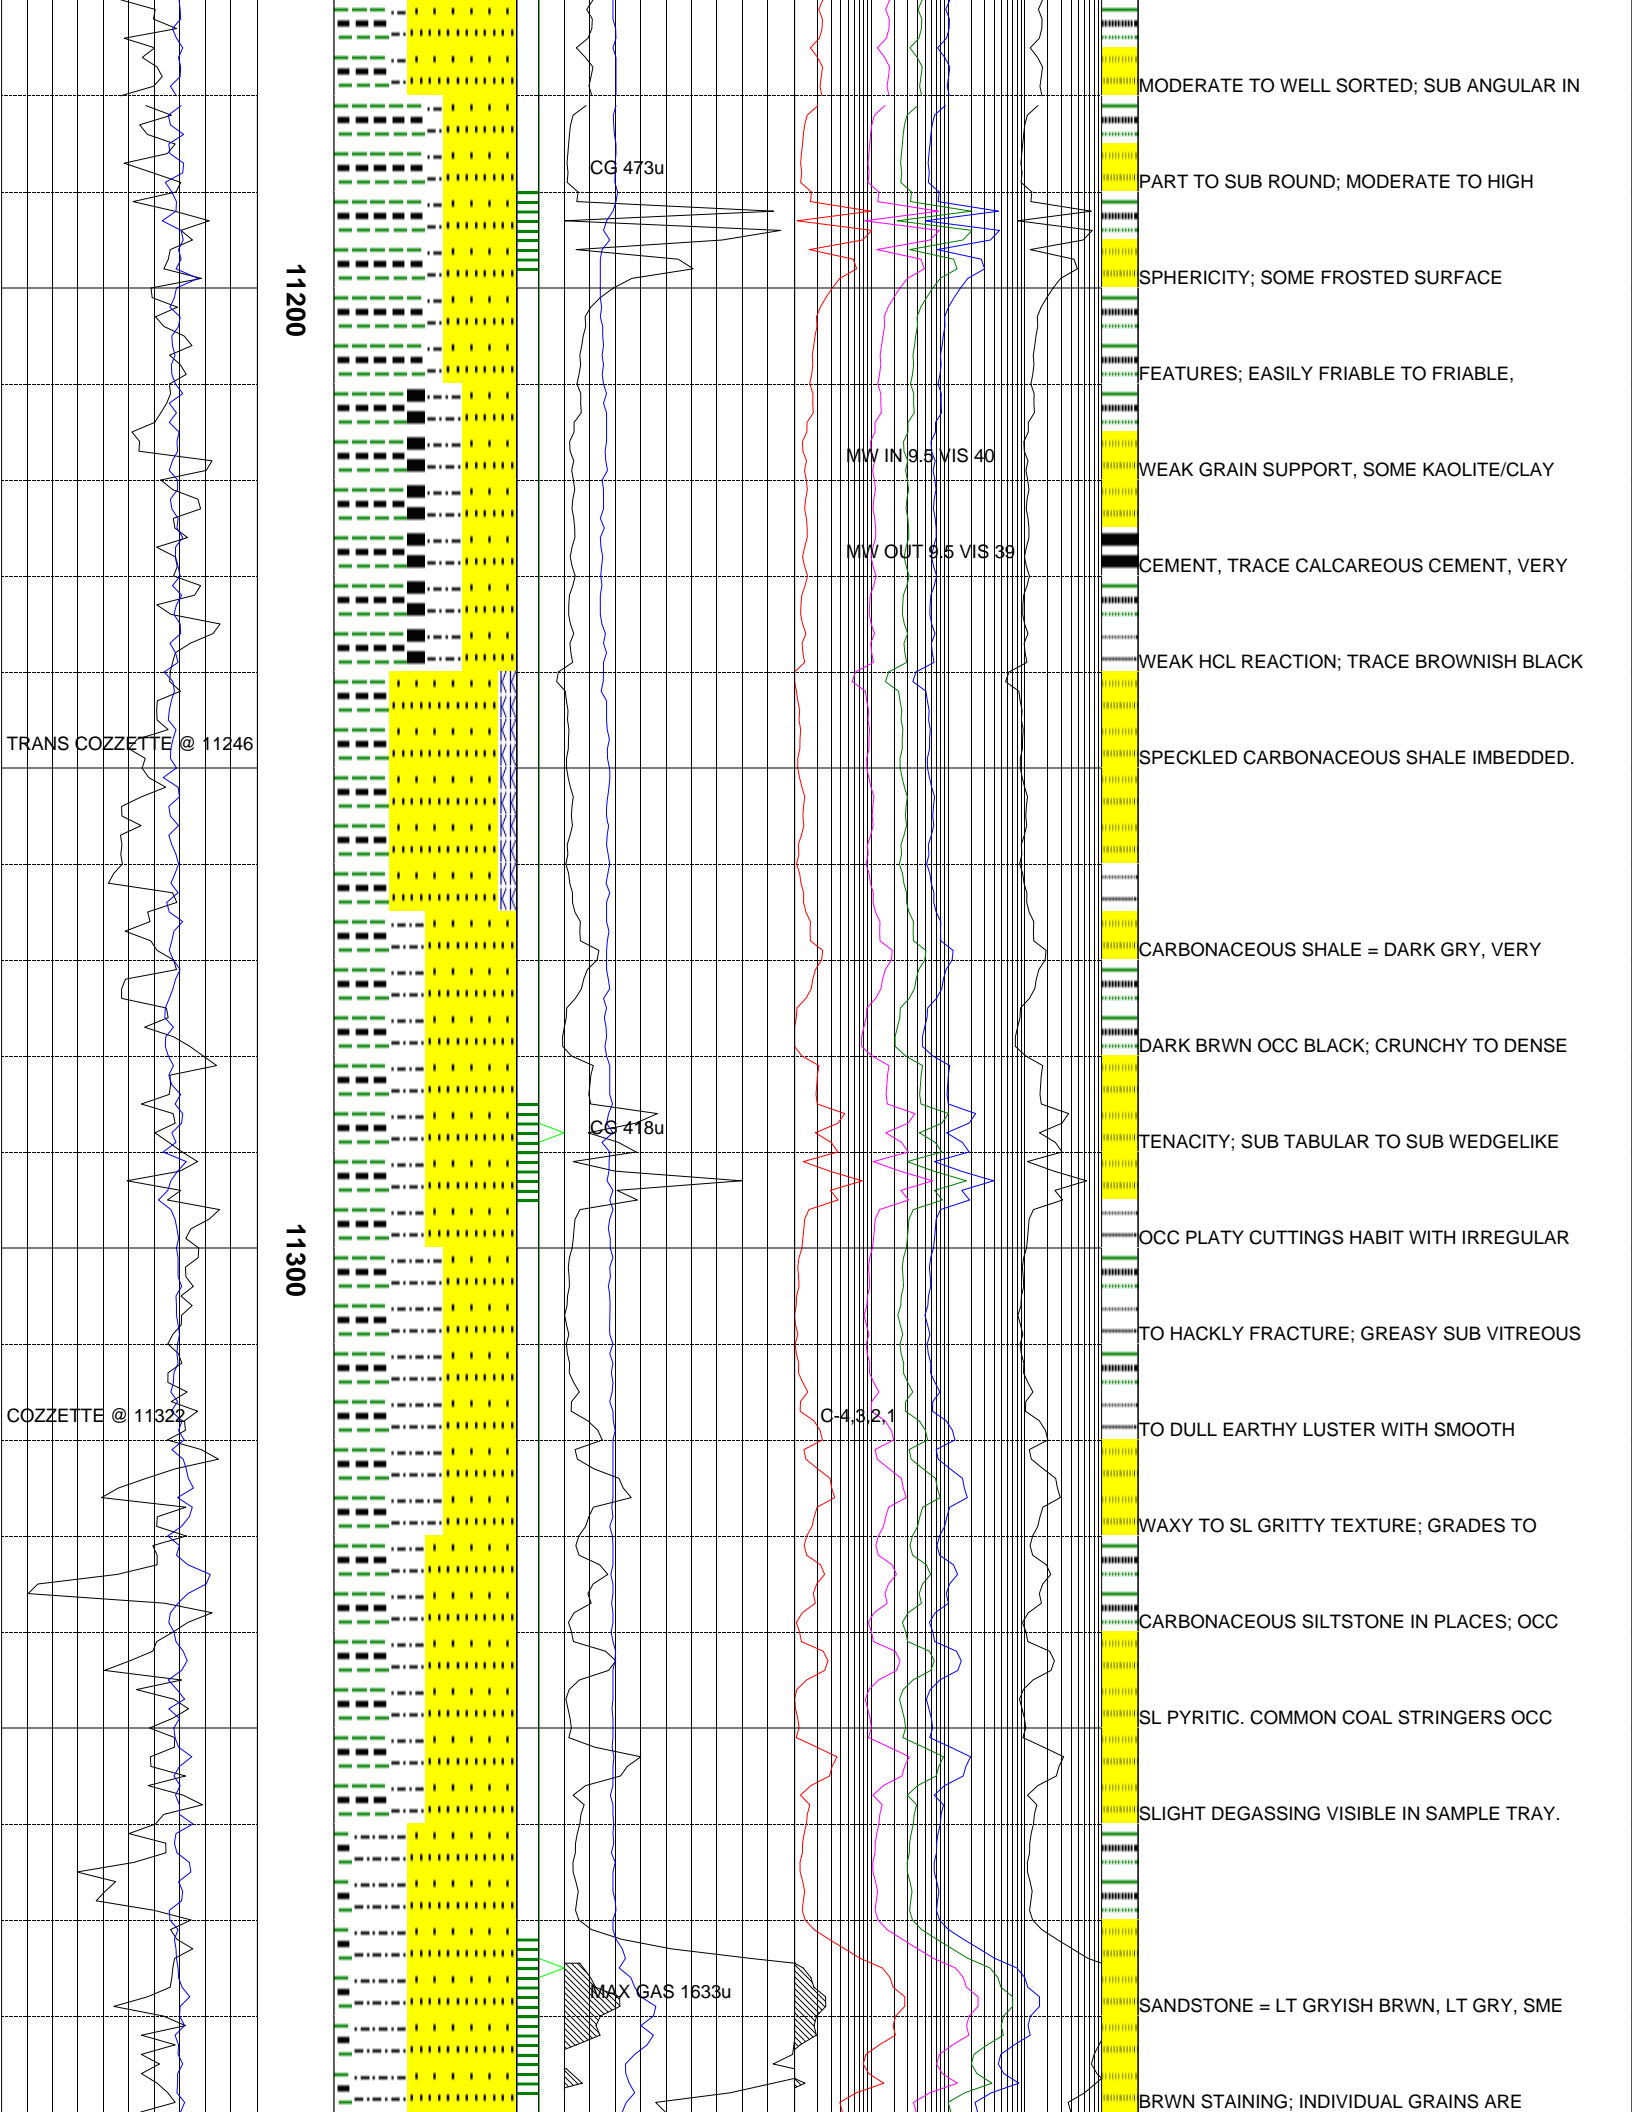 MODERATE TO WELL SORTED; SUB ANGULAR IN
CG 473u
PART TO SUB ROUND; MODERATE TO HIGH
11200
SPHERICITY; SOME FROSTED SURFACE
FEATURES; EASILY FRIABLE TO FRIABLE,
MW IN 9.5 VIS 40
WEAK GRAIN SUPPORT, SOME KAOLITE/CLAY
MW OUT 9.5 VIS 39
CEMENT, TRACE CALCAREOUS CEMENT, VERY
WEAK HCL REACTION; TRACE BROWNISH BLACK
TRANS COZZETTE @ 11246
SPECKLED CARBONACEOUS SHALE IMBEDDED.
CARBONACEOUS SHALE = DARK GRY, VERY
DARK BRWN OCC BLACK; CRUNCHY TO DENSE
CG 418u
TENACITY; SUB TABULAR TO SUB WEDGELIKE
11300
OCC PLATY CUTTINGS HABIT WITH IRREGULAR
TO HACKLY FRACTURE; GREASY SUB VITREOUS
COZZETTE @ 11322
C-4,3,2,1
TO DULL EARTHY LUSTER WITH SMOOTH
WAXY TO SL GRITTY TEXTURE; GRADES TO
CARBONACEOUS SILTSTONE IN PLACES; OCC
SL PYRITIC. COMMON COAL STRINGERS OCC
SLIGHT DEGASSING VISIBLE IN SAMPLE TRAY.
MAX GAS 1633u
SANDSTONE = LT GRYISH BRWN, LT GRY, SME
BRWN STAINING; INDIVIDUAL GRAINS ARE